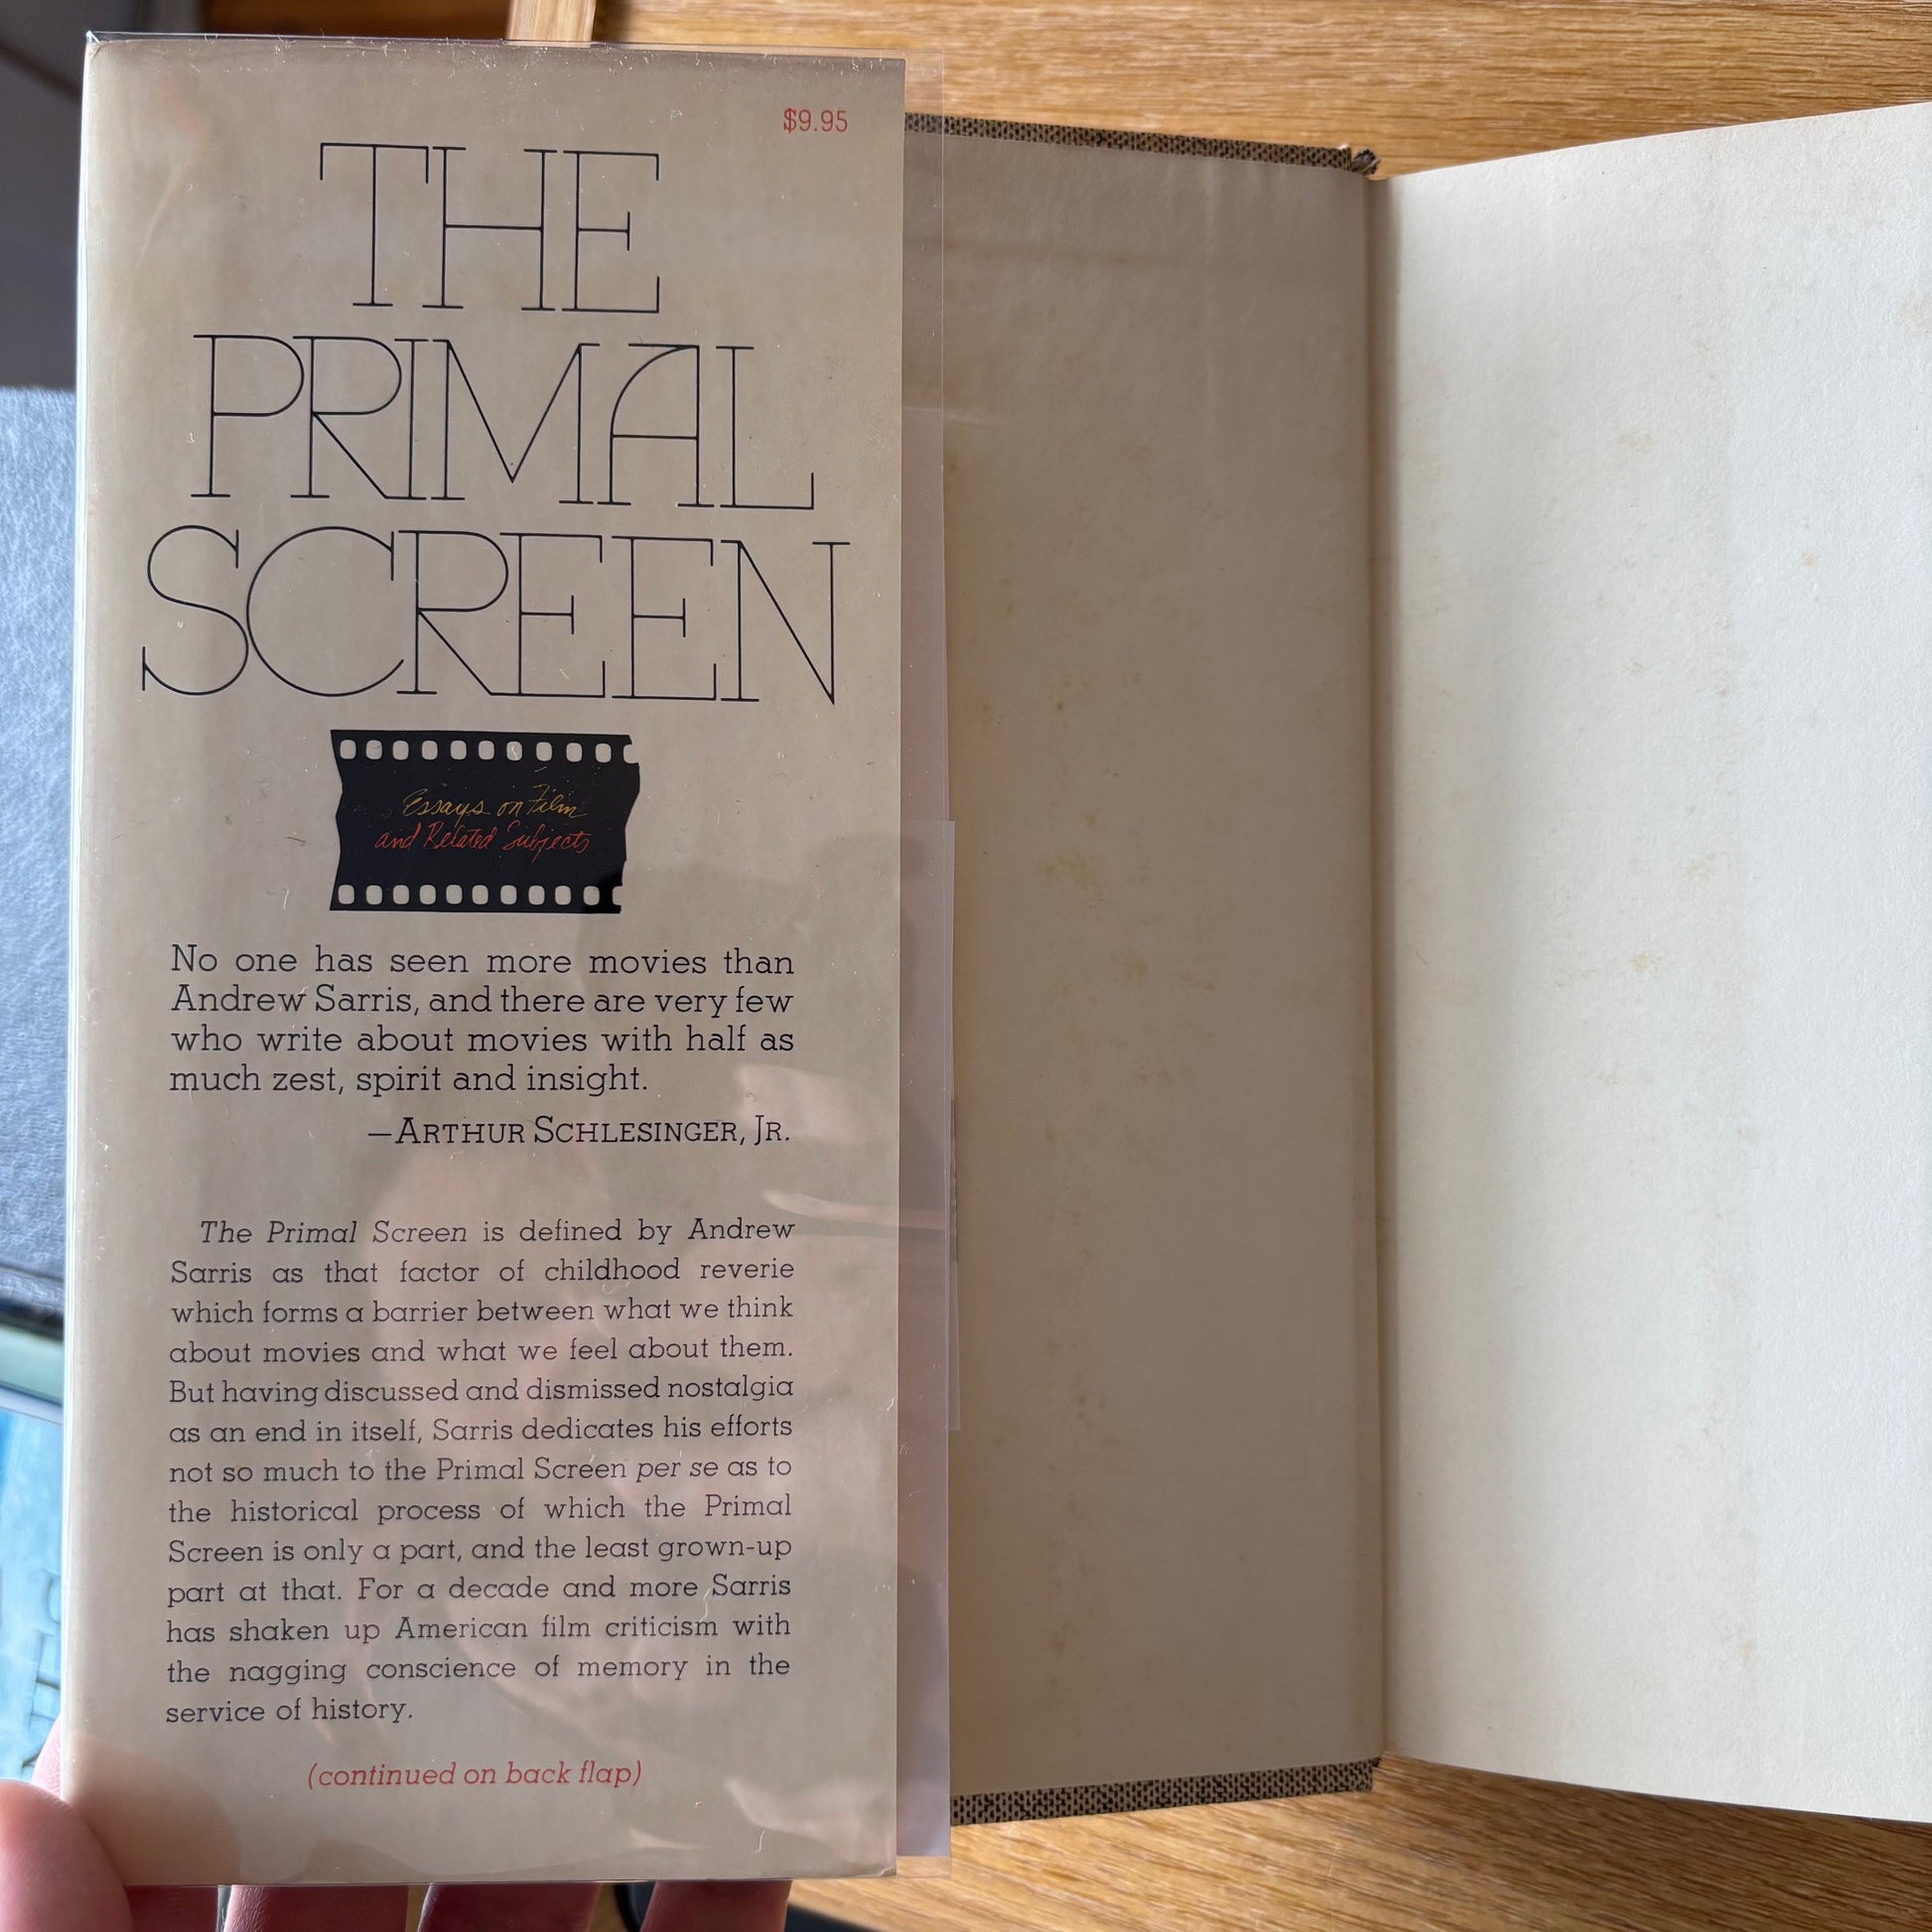 $9.95
THE
PRIMAL
SCREEN
Essays on Film
and Related Subjects
No one has seen more movies than
Andrew Sarris, and there are very few
who write about movies with half as
much zest, spirit and insight.
—ARTHUR SCHLESINGER, JR.
The Primal Screen is defined by Andrew
Sarris as that factor of childhood reverie
which forms a barrier between what we think
about movies and what we feel about them.
But having discussed and dismissed nostalgia
as an end in itself, Sarris dedicates his efforts
not so much to the Primal Screen per se as to
the historical process of which the Primal
Screen is only a part, and the least grown-up
part at that. For a decade and more Sarris
has shaken up American film criticism with
the nagging conscience of memory in the
service of history.
(continued on back flap)